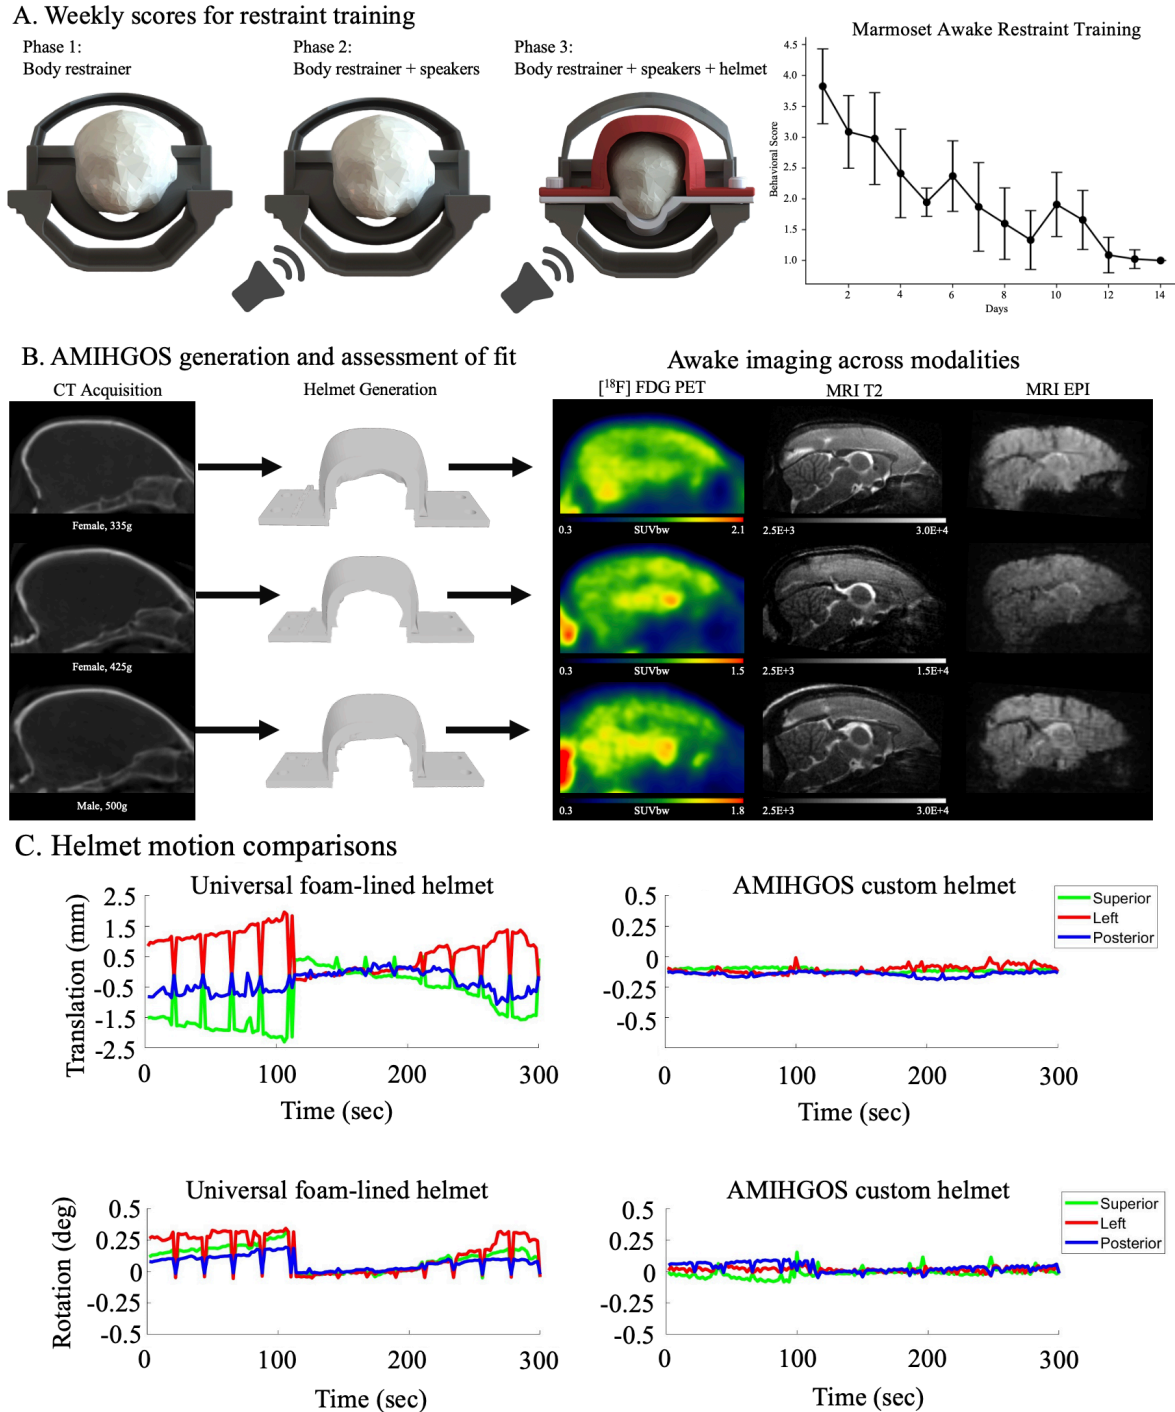 A. Weekly scores for restraint training
Phase 1:
Body restrainer
Phase 2:
Body restrainer + speakers
Phase 3:
Body restrainer + speakers + helmet
Marmoset Awake Restraint Training
Behavioral Score
4.5
4.0
3.5
3.0
2.5
2.0
1.5
1.0
2 4 6 8 10 12 14
Days
B. AMIHGOS generation and assessment of fit
Awake imaging across modalities
CT Acquisition
Helmet Generation
[¹⁸F] FDG PET
MRI T2
MRI EPI
Female, 335g
0.3 SUVbw 2.1
2.5E+3 3.0E+4
Female, 425g
0.3 SUVbw 1.5
2.5E+3 1.5E+4
Male, 500g
0.3 SUVbw 1.8
2.5E+3 3.0E+4
C. Helmet motion comparisons
Universal foam-lined helmet
Translation (mm)
2.5
1.5
0.5
-0.5
-1.5
-2.5
0 100 200 300
Time (sec)
AMIHGOS custom helmet
0.5
0.25
0
-0.25
-0.5
0 100 200 300
Time (sec)
Superior
Left
Posterior
Universal foam-lined helmet
Rotation (deg)
0.5
0.25
0
-0.25
-0.5
0 100 200 300
Time (sec)
AMIHGOS custom helmet
0.5
0.25
0
-0.25
-0.5
0 100 200 300
Time (sec)
Superior
Left
Posterior